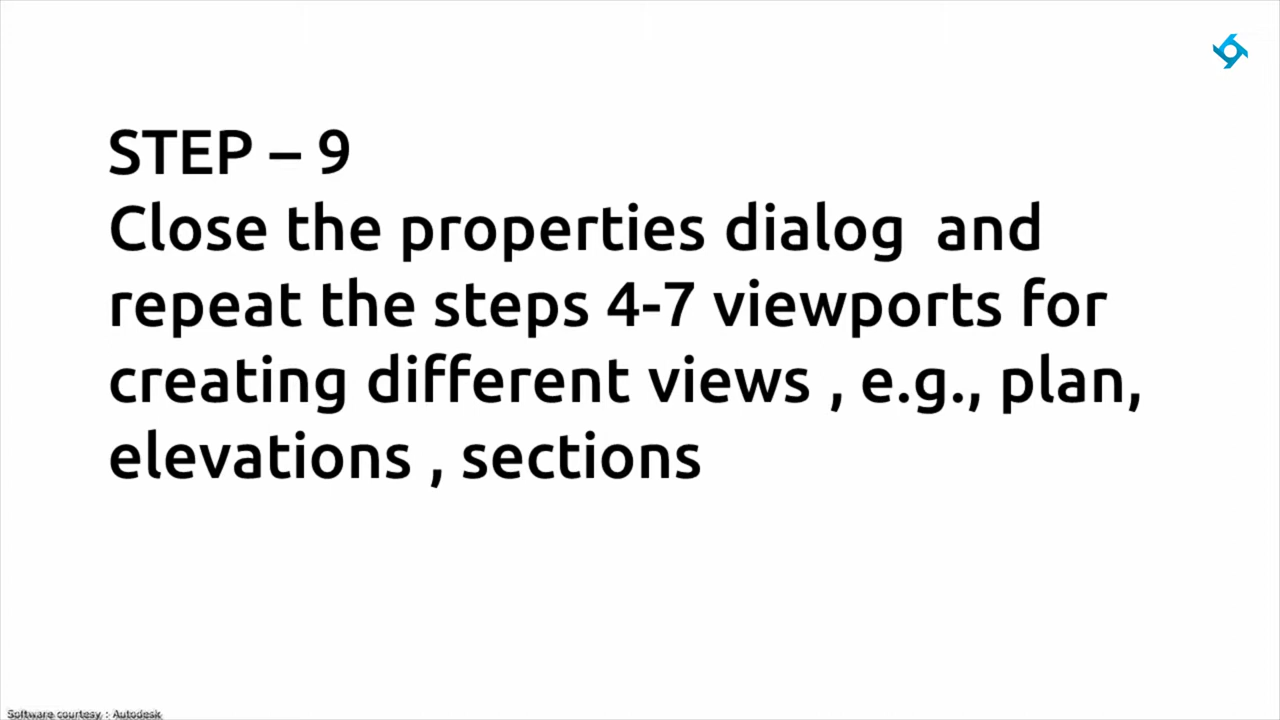 STEP – 9
Close the properties dialog  and
repeat the steps 4-7 viewports for
creating different views , e.g., plan,
elevations , sections
Software courtesy : Autodesk